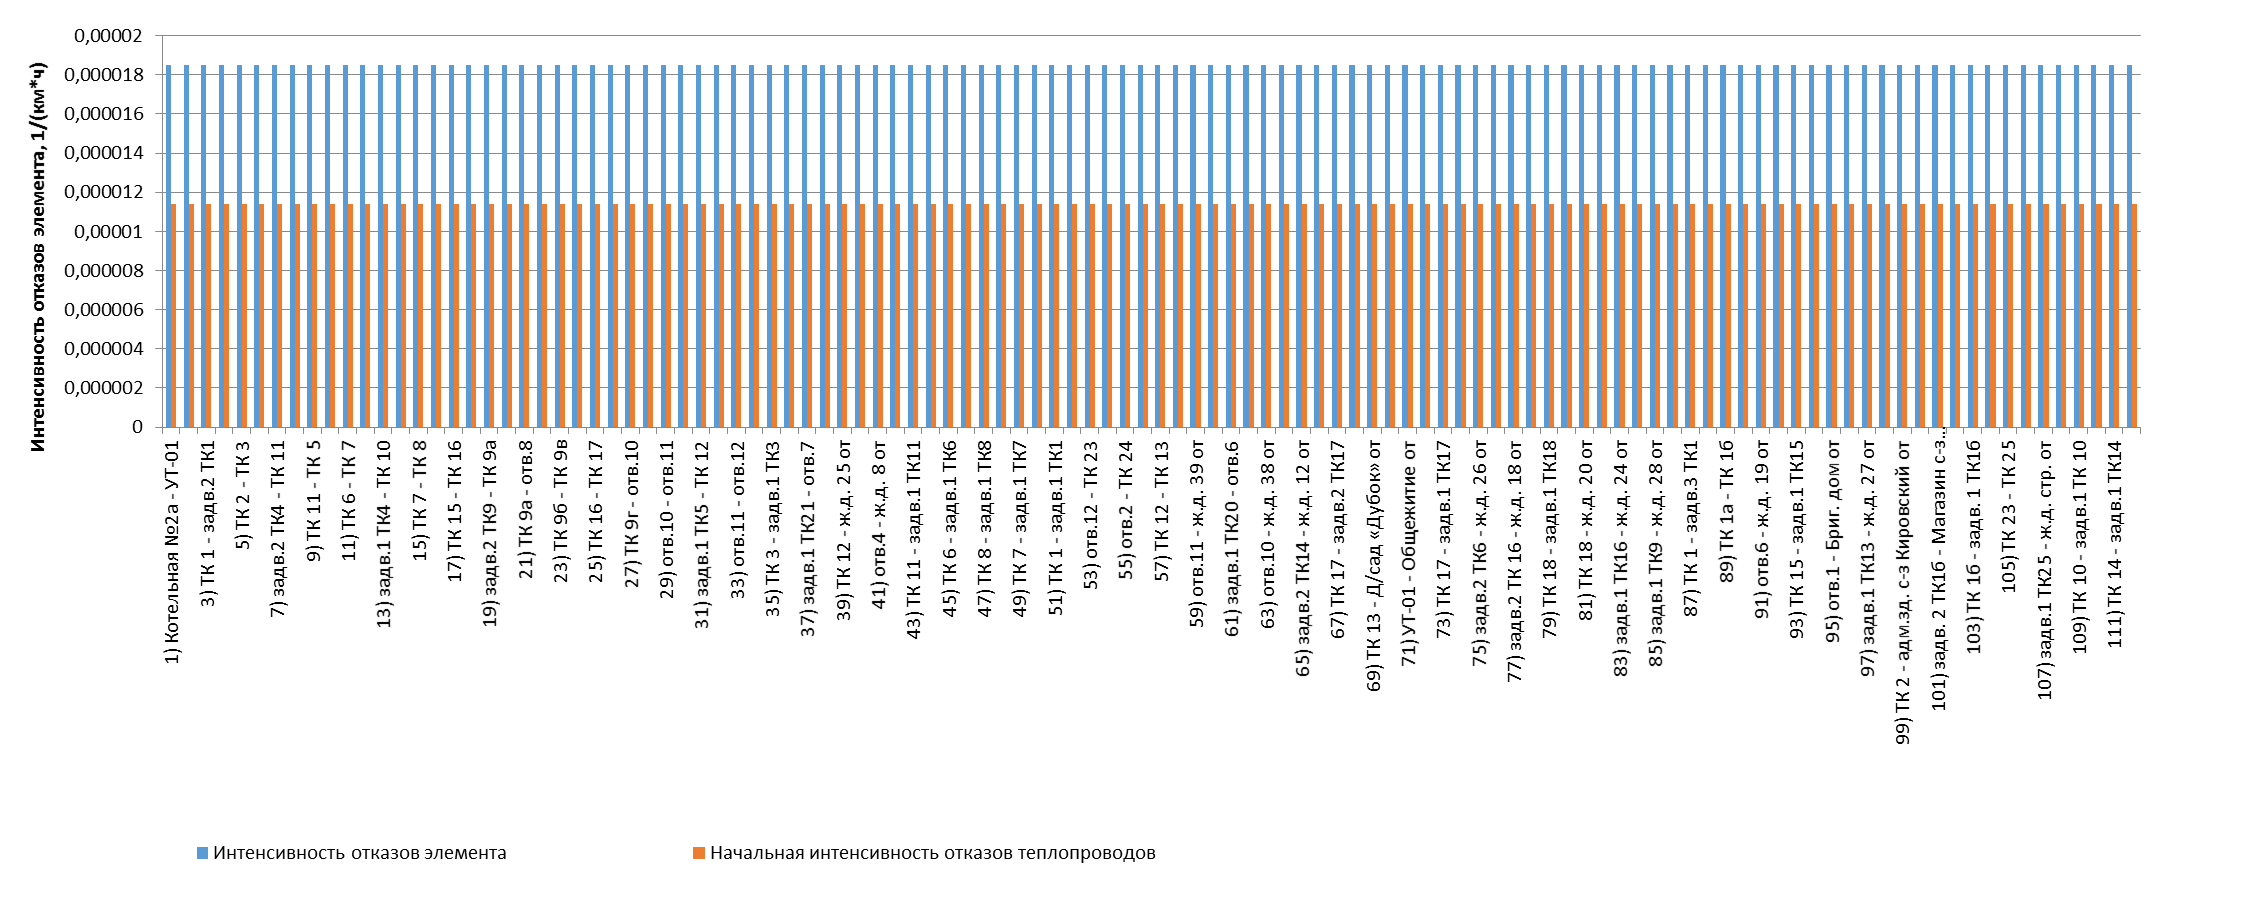 Интенсивность отказов элемента, 1/(км*ч)
0,00002
0,000018
0,000016
0,000014
0,000012
0,00001
0,000008
0,000006
0,000004
0,000002
0
1) Котельная №2а - УТ-01
3) ТК 1 - задв.2 ТК1
5) ТК 2 - ТК 3
7) задв.2 ТК4 - ТК 11
9) ТК 11 - ТК 5
11) ТК 6 - ТК 7
13) задв.1 ТК4 - ТК 10
15) ТК 7 - ТК 8
17) ТК 15 - ТК 16
19) задв.2 ТК9 - ТК 9а
21) ТК 9а - отв.8
23) ТК 9б - ТК 9в
25) ТК 16 - ТК 17
27) ТК 9г - отв.10
29) отв.10 - отв.11
31) задв.1 ТК5 - ТК 12
33) отв.11 - отв.12
35) ТК 3 - задв.1 ТК3
37) задв.1 ТК21 - отв.7
39) ТК 12 - ж.д. 25 от
41) отв.4 - ж.д. 8 от
43) ТК 11 - задв.1 ТК11
45) ТК 6 - задв.1 ТК6
47) ТК 8 - задв.1 ТК8
49) ТК 7 - задв.1 ТК7
51) ТК 1 - задв.1 ТК1
53) отв.12 - ТК 23
55) отв.2 - ТК 24
57) ТК 12 - ТК 13
59) отв.11 - ж.д. 39 от
61) задв.1 ТК20 - отв.6
63) отв.10 - ж.д. 38 от
65) задв.2 ТК14 - ж.д. 12 от
67) ТК 17 - задв.2 ТК17
69) ТК 13 - Д/сад «Дубок» от
71) УТ-01 - Общежитие от
73) ТК 17 - задв.1 ТК17
75) задв.2 ТК6 - ж.д. 26 от
77) задв.2 ТК 16 - ж.д. 18 от
79) ТК 18 - задв.1 ТК18
81) ТК 18 - ж.д. 20 от
83) задв.1 ТК16 - ж.д. 24 от
85) задв.1 ТК9 - ж.д. 28 от
87) ТК 1 - задв.3 ТК1
89) ТК 1а - ТК 1б
91) отв.6 - ж.д. 19 от
93) ТК 15 - задв.1 ТК15
95) отв.1 - Бриг. дом от
97) задв.1 ТК13 - ж.д. 27 от
99) ТК 2 - адм.зд. с-з Кировский от
101) задв. 2 ТК1б - Магазин с-з…
103) ТК 1б - задв. 1 ТК1б
105) ТК 23 - ТК 25
107) задв.1 ТК25 - ж.д. стр. от
109) ТК 10 - задв.1 ТК 10
111) ТК 14 - задв.1 ТК14
Интенсивность отказов элемента
Начальная интенсивность отказов теплопроводов